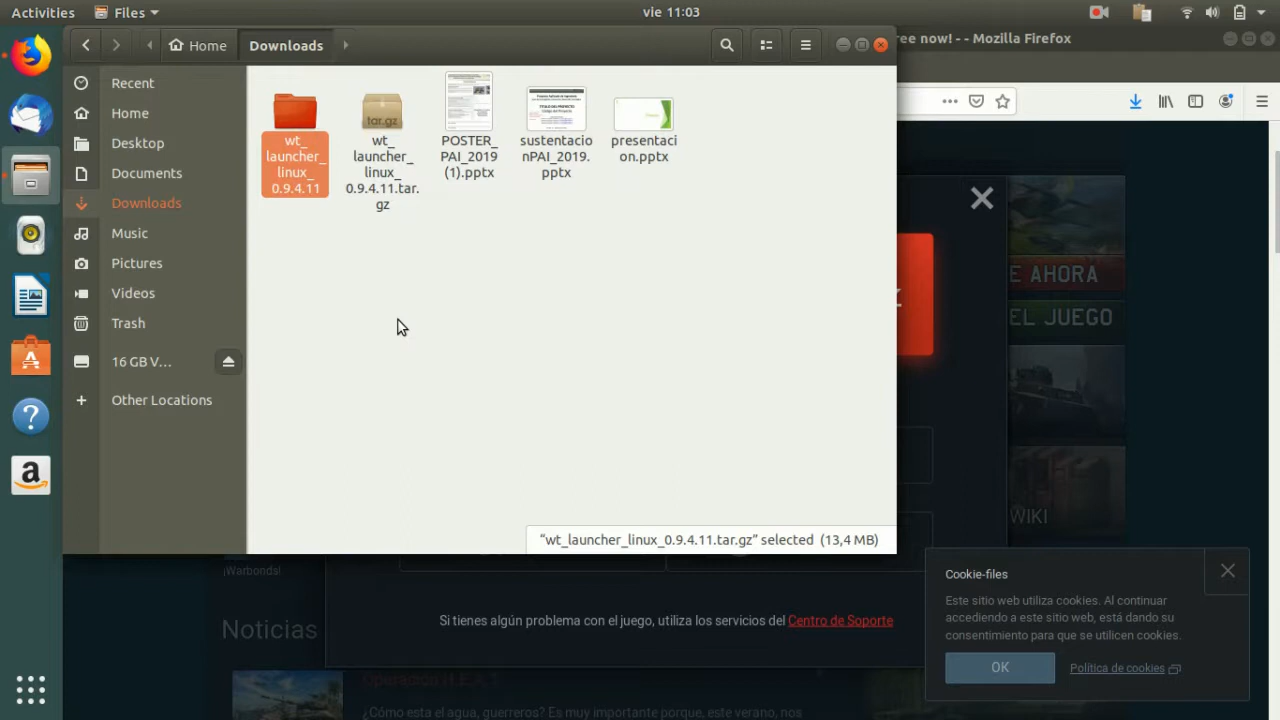 Activities
Files
vie 11:03
ree now! - - Mozilla Firefox
Home
Downloads
Recent
Home
Desktop
Documents
Downloads
Music
Pictures
Videos
Trash
16 GB V…
Other Locations
wt_
launcher_
linux_
0.9.4.11
tar.gz
wt_
launcher_
linux_
0.9.4.11.tar.
gz
POSTER_
PAI_2019
(1).pptx
sustentacio
nPAI_2019.
pptx
presentaci
on.pptx
“wt_launcher_linux_0.9.4.11.tar.gz” selected (13,4 MB)
E AHORA
EL JUEGO
WIKI
¡Warbonds!
Noticias
Si tienes algún problema con el juego, utiliza los servicios del Centro de Soporte
¿Cómo esta el agua, guerreros? Es muy importante porque, este verano, nos
Cookie-files
Este sitio web utiliza cookies. Al continuar
accediendo a este sitio web, está dando su
consentimiento para que se utilicen cookies.
OK
Política de cookies